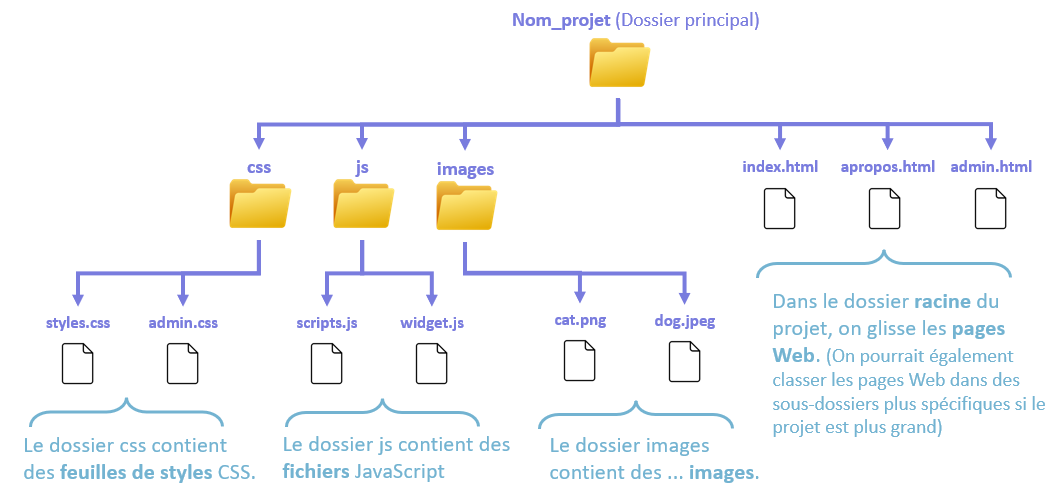 Nom_projet (Dossier principal)
css
js
images
index.html
apropos.html
admin.html
styles.css
admin.css
scripts.js
widget.js
cat.png
dog.jpeg
Dans le dossier racine du
projet, on glisse les pages
Web. (On pourrait également
classer les pages Web dans des
sous-dossiers plus spécifiques si le
projet est plus grand)
Le dossier css contient
des feuilles de styles CSS.
Le dossier js contient des
fichiers JavaScript
Le dossier images
contient des ... images.